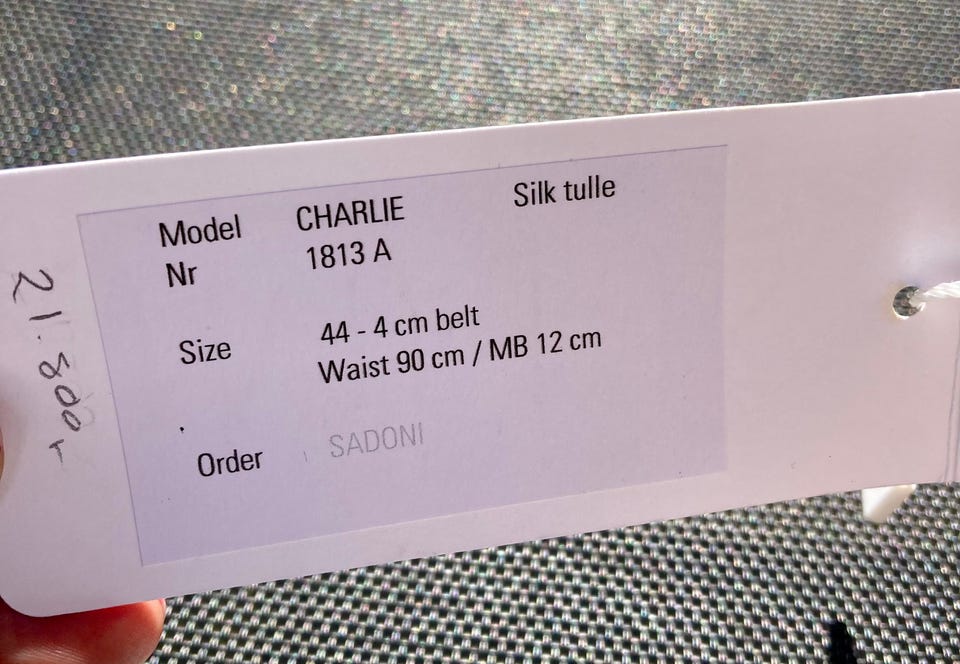 Model CHARLIE Silk tulle
Nr 1813 A
Size 44 - 4 cm belt
Waist 90 cm / MB 12 cm
Order SADONI
21.800